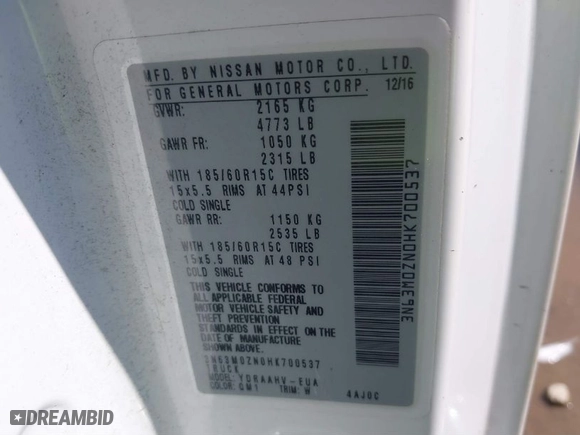 MFD. BY NISSAN MOTOR CO., LTD.
FOR GENERAL MOTORS CORP. 12/16
GVWR: 2165 KG
4773 LB
GAWR FR: 1050 KG
2315 LB
WITH 185/60R15C TIRES
15x5.5 RIMS AT 44PSI
COLD SINGLE
GAWR RR: 1150 KG
2535 LB
WITH 185/60R15C TIRES
15x5.5 RIMS AT 48 PSI
COLD SINGLE
THIS VEHICLE CONFORMS TO
ALL APPLICABLE FEDERAL
MOTOR VEHICLE SAFETY AND
THEFT PREVENTION
STANDARDS IN EFFECT ON THE
DATE OF MANUFACTURE
SHOWN ABOVE.
3N63M0ZN0HK700537
TRUCK
MODEL: YDRAAHV-EUA
COLOR: QM1 TRIM: W 4AJ0C
3N63M0ZN0HK700537
DREAMBID